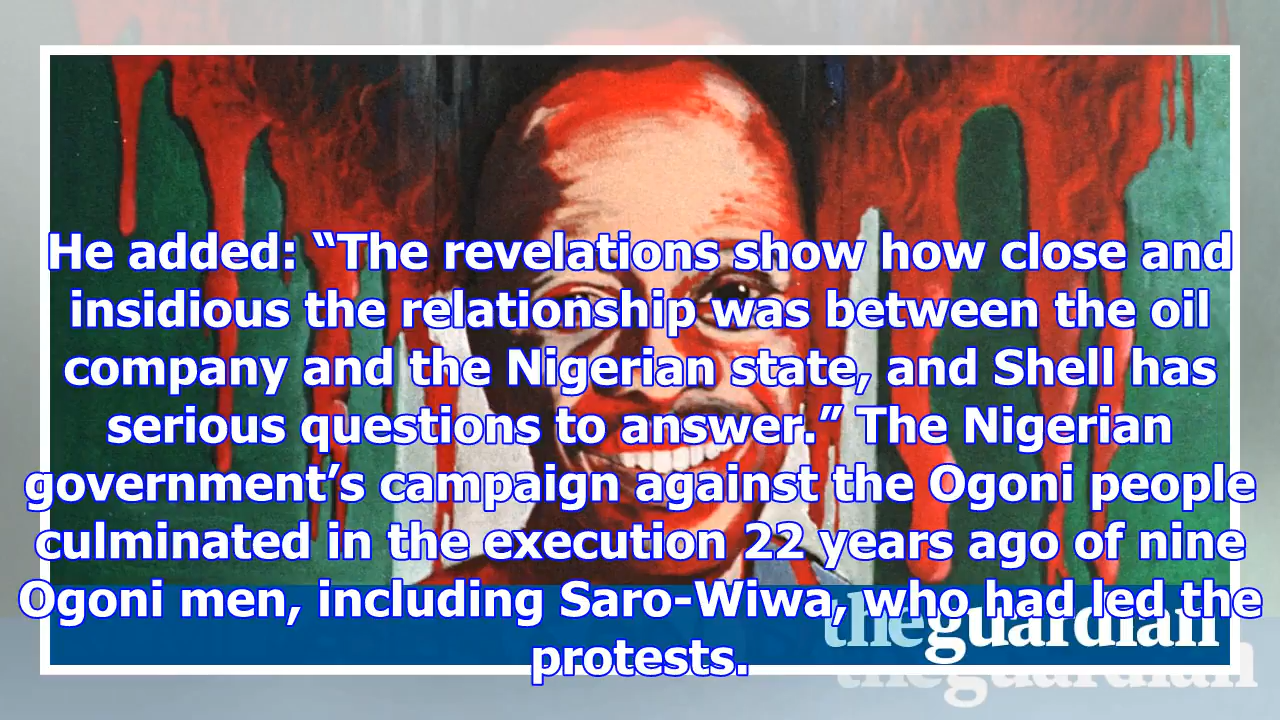 He added: “The revelations show how close and
insidious the relationship was between the oil
company and the Nigerian state, and Shell has
serious questions to answer.” The Nigerian
government’s campaign against the Ogoni people
culminated in the execution 22 years ago of nine
Ogoni men, including Saro-Wiwa, who had led the
protests.
theguardian
theguardian